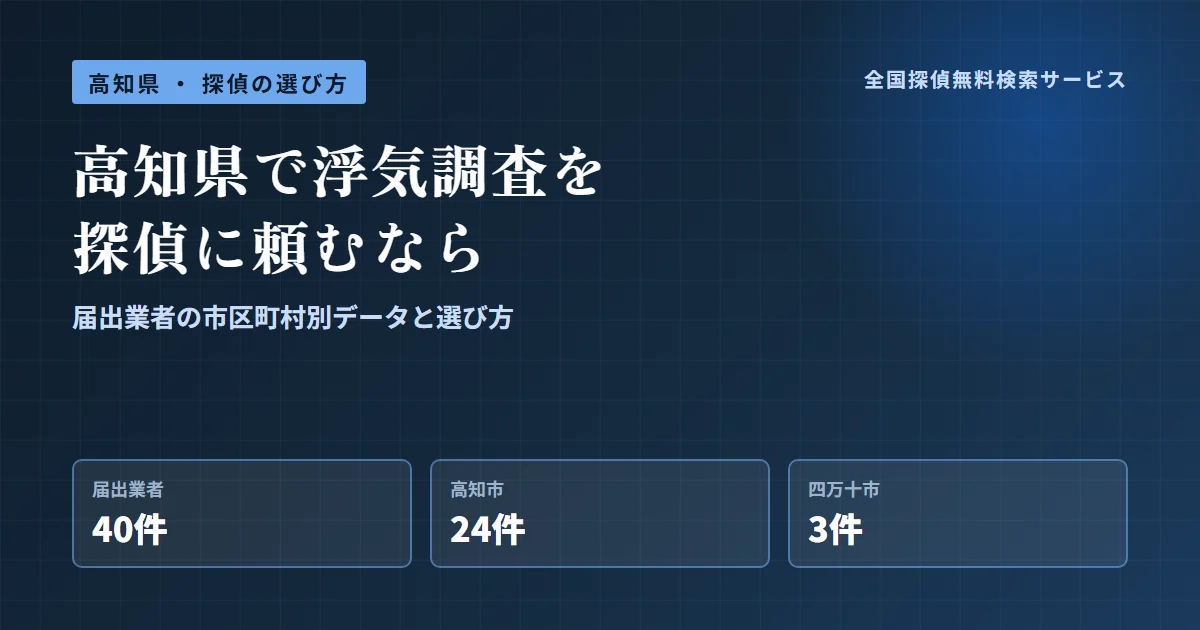 高知県 ・ 探偵の選び方
全国探偵無料検索サービス
高知県で浮気調査を
探偵に頼むなら
届出業者の市区町村別データと選び方
届出業者
40件
高知市
24件
四万十市
3件